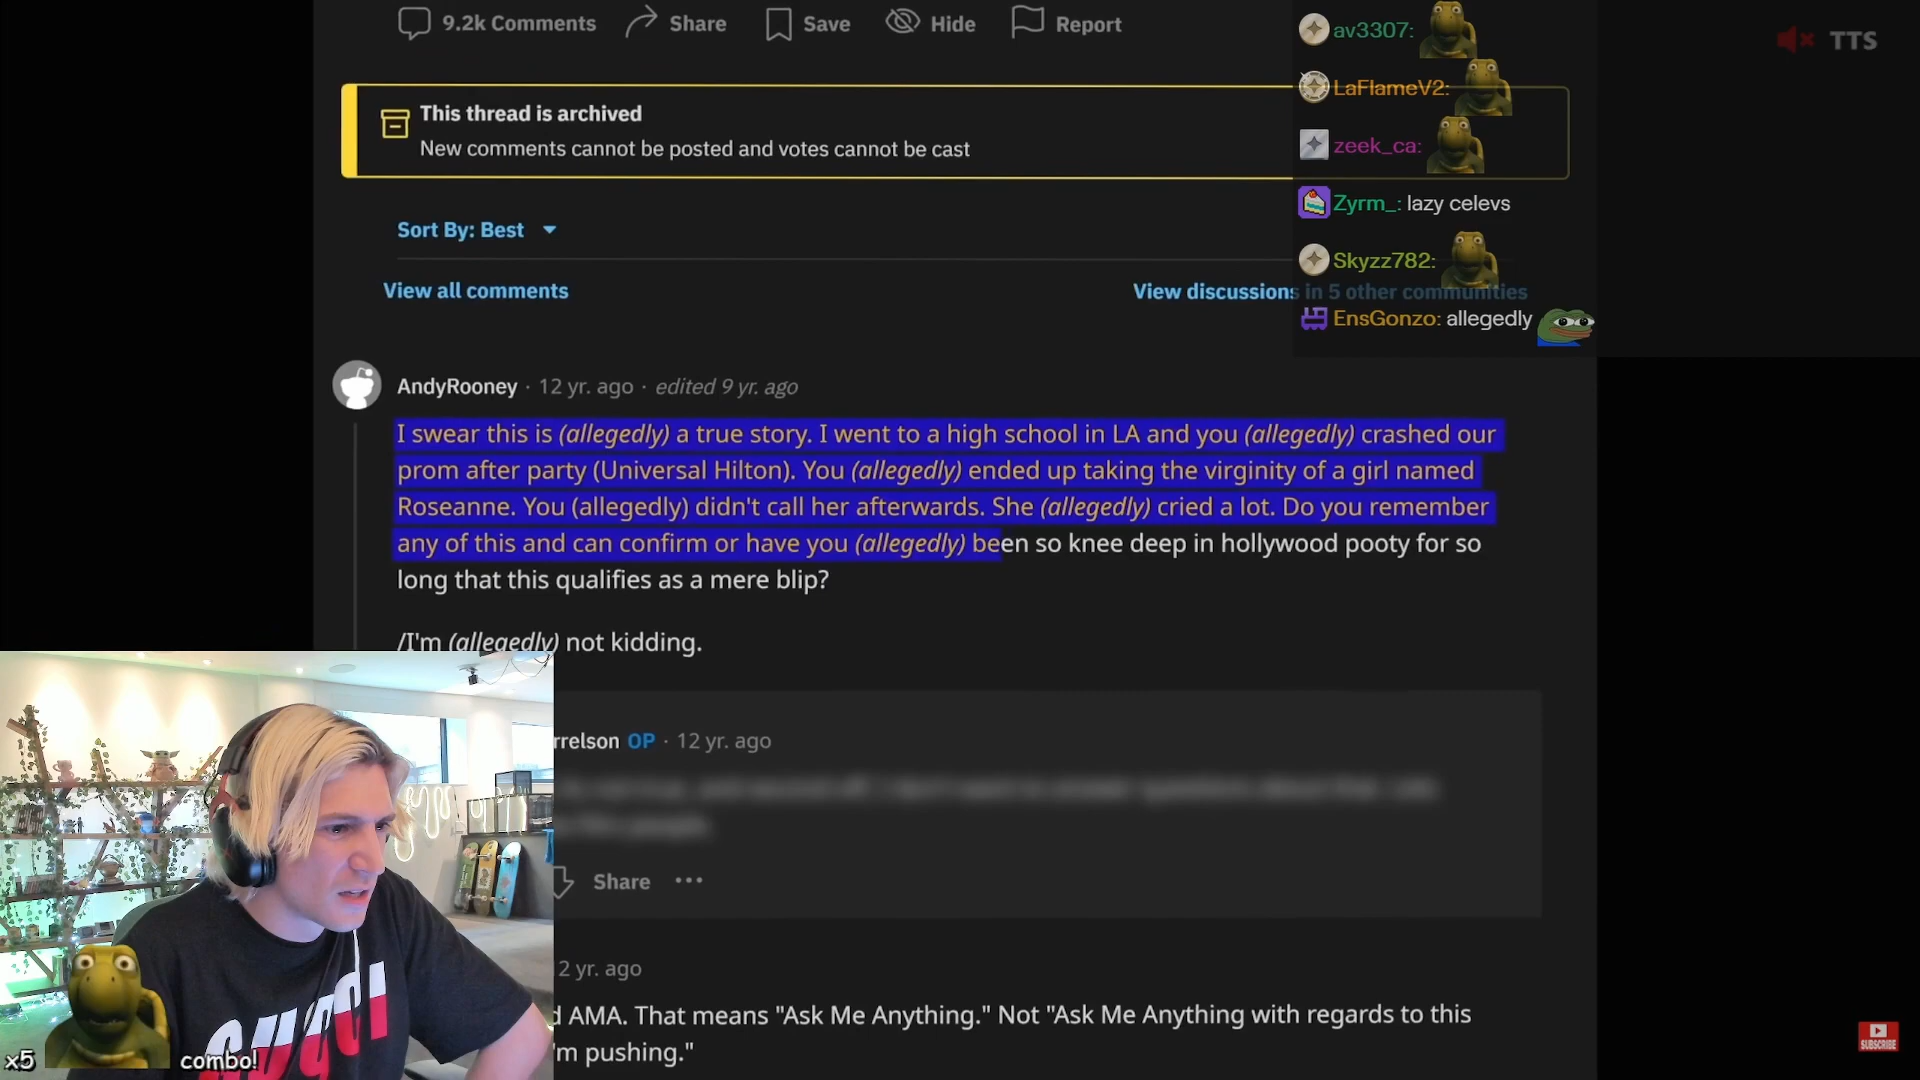 9.2k Comments Share Save Hide Report
TTS
av3307:
LaFlameV2:
zeek_ca:
Zyrm_: lazy celevs
Skyzz782:
EnsGonzo: allegedly
This thread is archived
New comments cannot be posted and votes cannot be cast
Sort By: Best
View all comments
View discussions in 5 other communities
AndyRooney · 12 yr. ago · edited 9 yr. ago
I swear this is (allegedly) a true story. I went to a high school in LA and you (allegedly) crashed our
prom after party (Universal Hilton). You (allegedly) ended up taking the virginity of a girl named
Roseanne. You (allegedly) didn't call her afterwards. She (allegedly) cried a lot. Do you remember
any of this and can confirm or have you (allegedly) been so knee deep in hollywood pooty for so
long that this qualifies as a mere blip?
/I'm (allegedly) not kidding.
rrelson OP · 12 yr. ago
Share
2 yr. ago
d AMA. That means "Ask Me Anything." Not "Ask Me Anything with regards to this
'm pushing."
GUCCI
x5 combo!
SUBSCRIBE